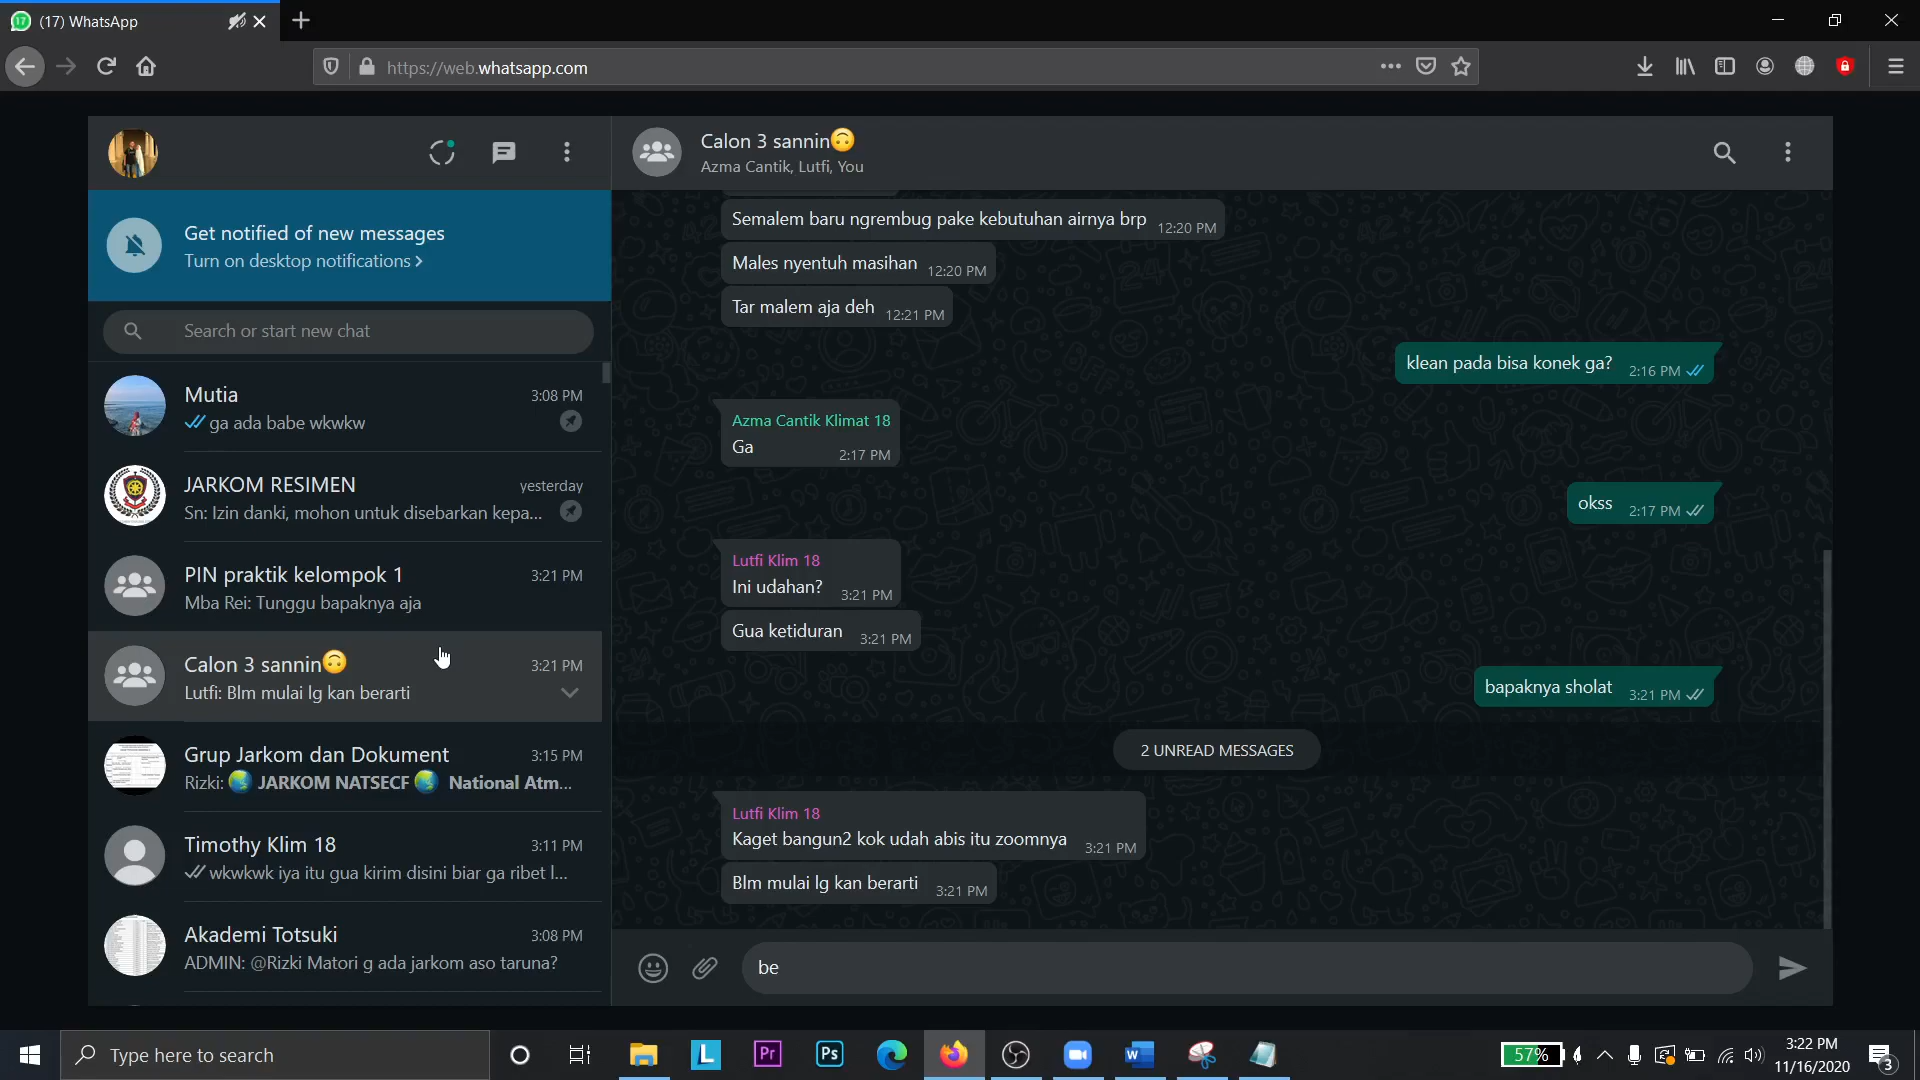 (17) WhatsApp
https://web.whatsapp.com
Get notified of new messages
Turn on desktop notifications >
Search or start new chat
Mutia 3:08 PM
ga ada babe wkwkw
JARKOM RESIMEN yesterday
Sn: Izin danki, mohon untuk disebarkan kepa...
PIN praktik kelompok 1 3:21 PM
Mba Rei: Tunggu bapaknya aja
Calon 3 sannin🙃 3:21 PM
Lutfi: Blm mulai lg kan berarti
Grup Jarkom dan Dokument 3:15 PM
Rizki: 🌏 JARKOM NATSECF 🌏 National Atm...
Timothy Klim 18 3:11 PM
wkwkwk iya itu gua kirim disini biar ga ribet l...
Akademi Totsuki 3:08 PM
ADMIN: @Rizki Matori g ada jarkom aso taruna?
Calon 3 sannin🙃
Azma Cantik, Lutfi, You
Semalem baru ngrembug pake kebutuhan airnya brp 12:20 PM
Males nyentuh masihan 12:20 PM
Tar malem aja deh 12:21 PM
klean pada bisa konek ga? 2:16 PM
Azma Cantik Klimat 18
Ga 2:17 PM
okss 2:17 PM
Lutfi Klim 18
Ini udahan? 3:21 PM
Gua ketiduran 3:21 PM
bapaknya sholat 3:21 PM
2 UNREAD MESSAGES
Lutfi Klim 18
Kaget bangun2 kok udah abis itu zoomnya 3:21 PM
Blm mulai lg kan berarti 3:21 PM
be
Type here to search
L
Pr
Ps
W
57%
3:22 PM
11/16/2020
3